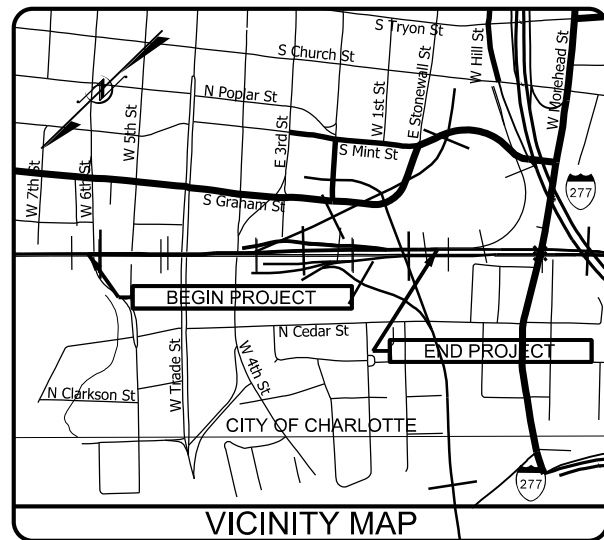 S Tryon St
W Hill St
W Morehead St
S Church St
E Stonewall St
N Poplar St
W 1st St
W 5th St
E 3rd St
S Mint St
W 7th St
W 6th St
277
S Graham St
BEGIN PROJECT
N Cedar St
END PROJECT
W Trade St
W 4th St
N Clarkson St
CITY OF CHARLOTTE
277
VICINITY MAP